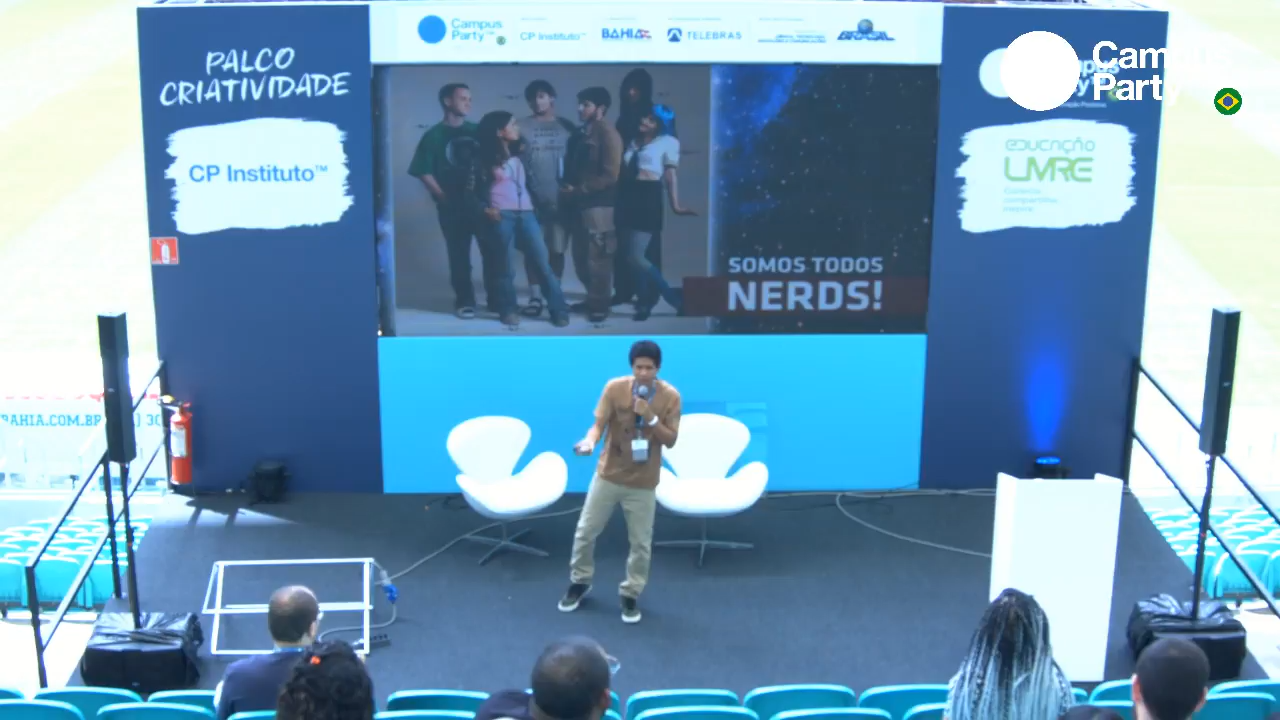 PALCO
CRIATIVIDADE
CP Instituto™
Campus
Party
CP Instituto™
BAHIA
TELEBRAS
BRASIL
SOMOS TODOS
NERDS!
Campus
Party
EDUCAÇÃO
LIVRE
BAHIA.COM.BR